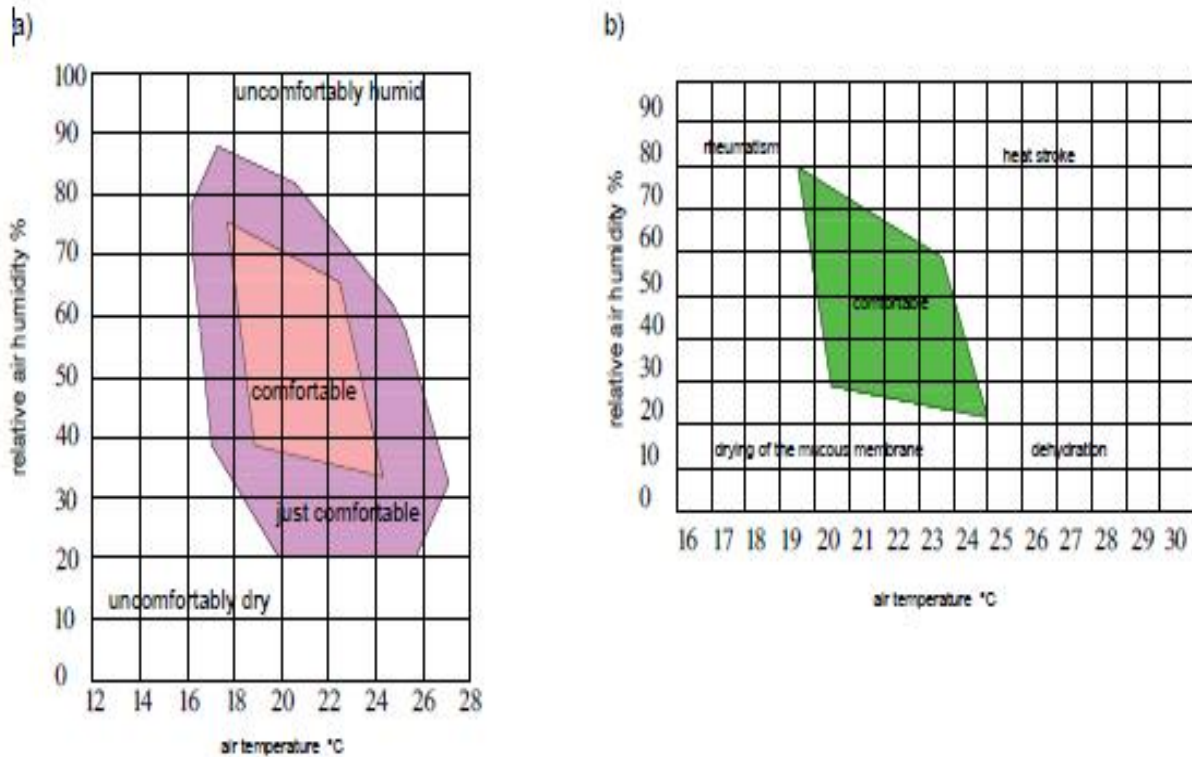 a)
100
uncomfortably humid
90
80
70
60
50
comfortable
40
30
just comfortable
20
uncomfortably dry
10
0
12 14 16 18 20 22 24 26 28
relative air humidity %
air temperature °C
b)
90
rheumatism
heat stroke
80
70
60
50
comfortable
40
30
20
drying of the mucous membrane
dehydration
10
0
16 17 18 19 20 21 22 23 24 25 26 27 28 29 30
relative air humidity %
air temperature °C